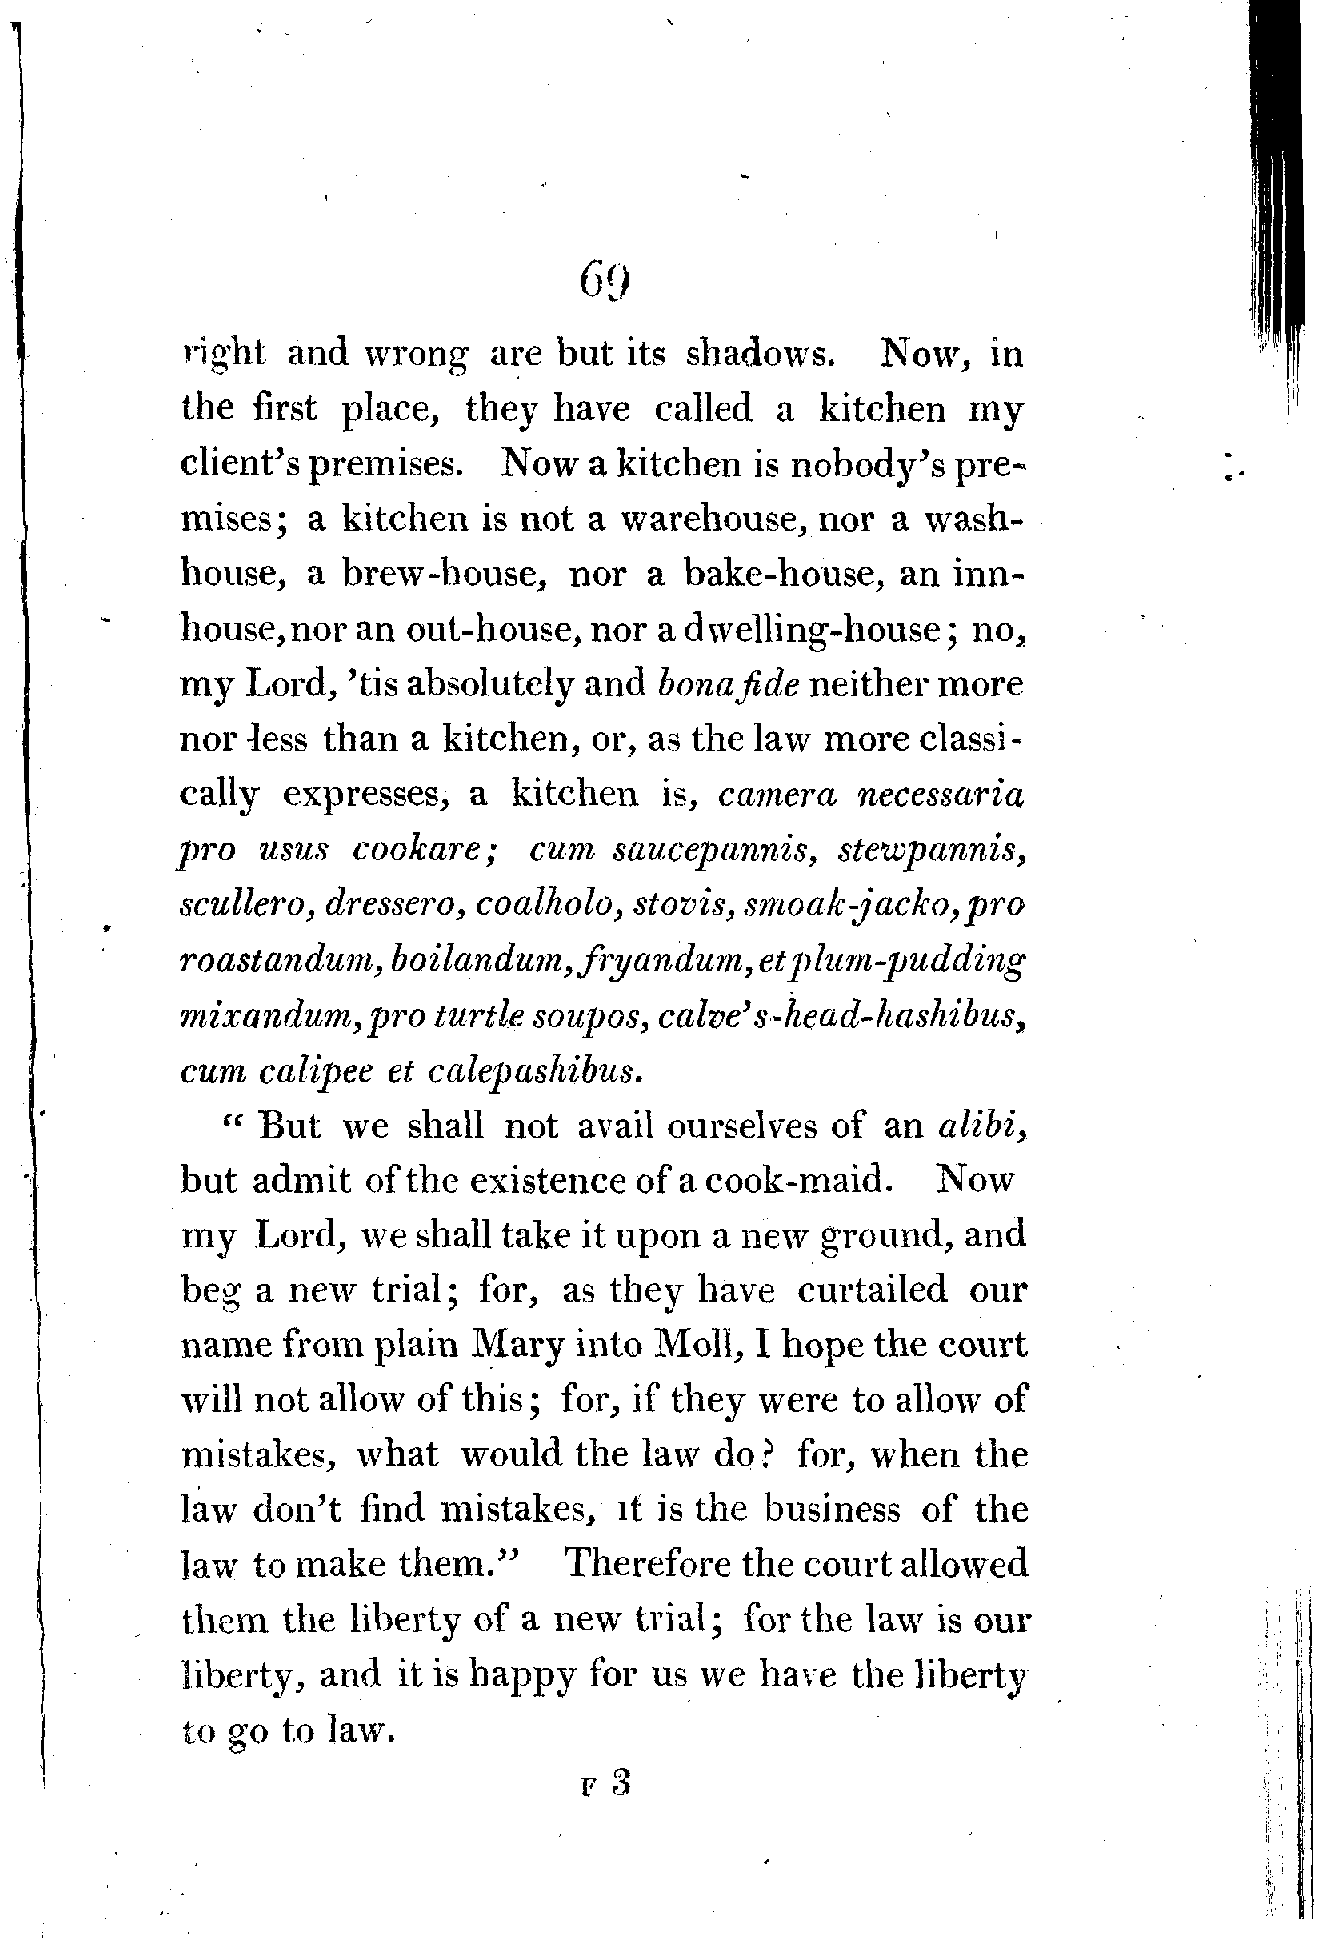 69
right and wrong are but its shadows. Now, in
the first place, they have called a kitchen my
client's premises. Now a kitchen is nobody's pre-
mises; a kitchen is not a warehouse, nor a wash-
house, a brew-house, nor a bake-house, an inn-
house, nor an out-house, nor a dwelling-house; no,
my Lord, 'tis absolutely and bona fide neither more
nor less than a kitchen, or, as the law more classi-
cally expresses, a kitchen is, camera necessaria
pro usus cookare; cum saucepannis, stewpannis,
scullero, dressero, coalholo, stovis, smoak-jacko, pro
roastandum, boilandum, fryandum, et plum-pudding
mixandum, pro turtle soupos, calve's-head-hashibus,
cum calipee et calepashibus.
" But we shall not avail ourselves of an alibi,
but admit of the existence of a cook-maid. Now
my Lord, we shall take it upon a new ground, and
beg a new trial; for, as they have curtailed our
name from plain Mary into Moll, I hope the court
will not allow of this; for, if they were to allow of
mistakes, what would the law do? for, when the
law don't find mistakes, it is the business of the
law to make them." Therefore the court allowed
them the liberty of a new trial; for the law is our
liberty, and it is happy for us we have the liberty
to go to law.
F 3